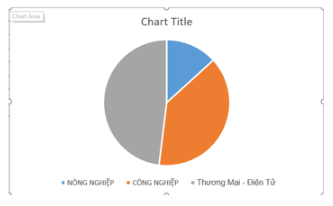 Chart Area
Chart Title
NÔNG NGHIỆP CÔNG NGHIỆP Thương Mai - Điện Tử